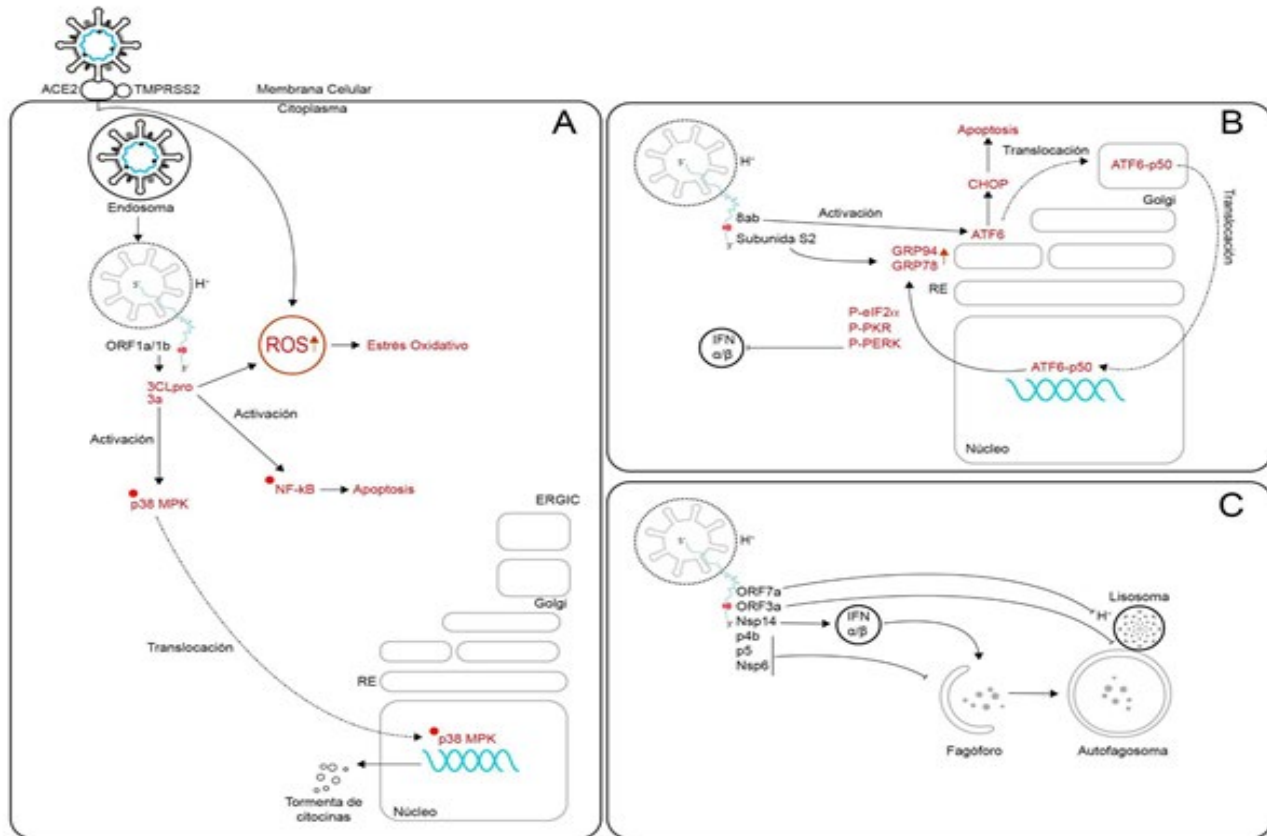 ACE2
TMPRSS2
Membrana Celular
Citoplasma
A
Endosoma
5'
H⁺
ORF1a/1b
3'
3CLpro
3a
ROS
Estrés Oxidativo
Activación
Activación
NF-kB
Apoptosis
p38 MPK
ERGIC
Golgi
Translocación
RE
p38 MPK
Tormenta de
citocinas
Núcleo
B
5'
H⁺
3'
8ab
Subunida S2
Activación
Apoptosis
CHOP
ATF6
Translocación
ATF6-p50
Golgi
Translocación
GRP94
GRP78
RE
P-eIF2α
P-PKR
P-PERK
IFN
α/β
ATF6-p50
Núcleo
C
5'
H⁺
3'
ORF7a
ORF3a
Nsp14
p4b
p5
Nsp6
IFN
α/β
Lisosoma
H⁺
Fagóforo
Autofagosoma